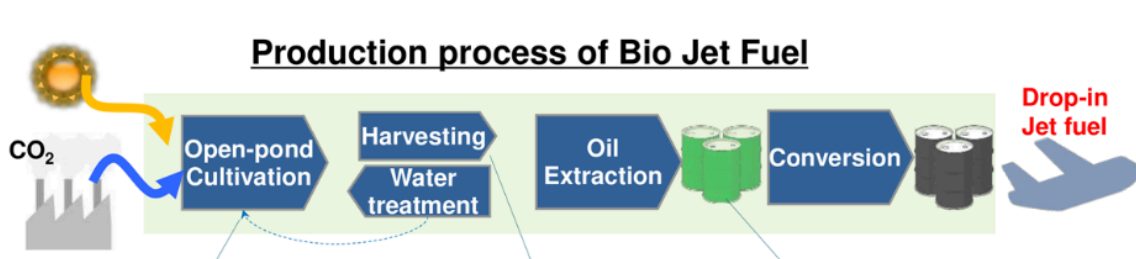 Production process of Bio Jet Fuel
CO₂
Open-pond
Cultivation
Harvesting
Water
treatment
Oil
Extraction
Conversion
Drop-in
Jet fuel